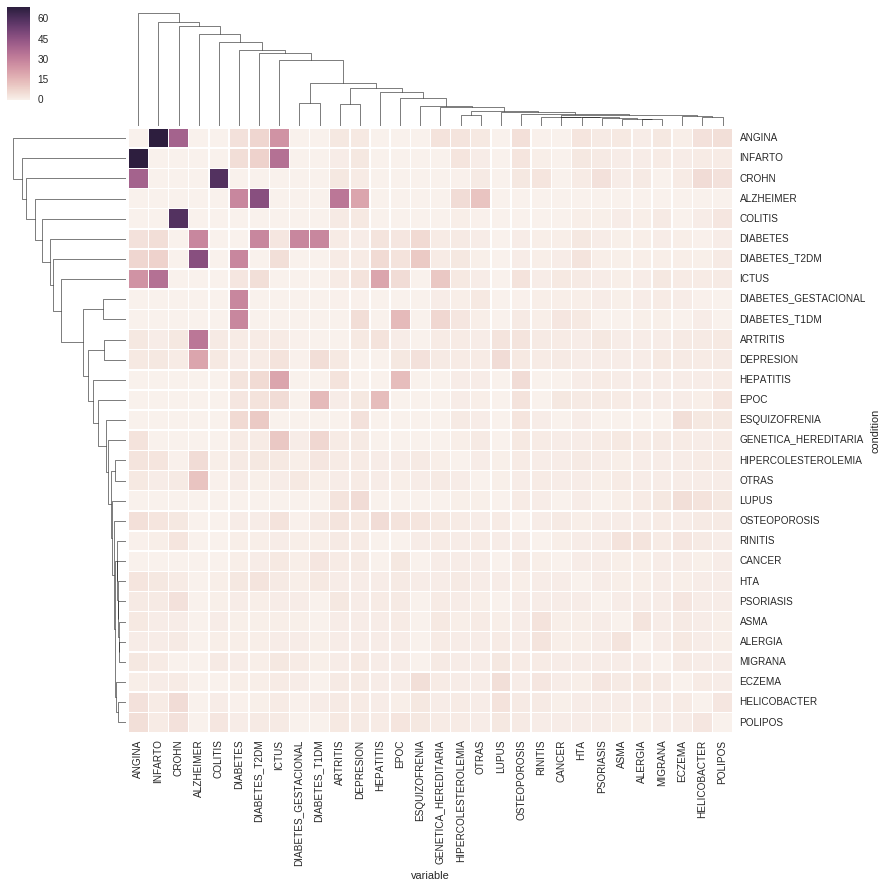 60
45
30
15
0
ANGINA
INFARTO
CROHN
ALZHEIMER
COLITIS
DIABETES
DIABETES_T2DM
ICTUS
DIABETES_GESTACIONAL
DIABETES_T1DM
ARTRITIS
DEPRESION
HEPATITIS
EPOC
ESQUIZOFRENIA
GENETICA_HEREDITARIA
HIPERCOLESTEROLEMIA
OTRAS
LUPUS
OSTEOPOROSIS
RINITIS
CANCER
HTA
PSORIASIS
ASMA
ALERGIA
MIGRANA
ECZEMA
HELICOBACTER
POLIPOS
condition
ANGINA
INFARTO
CROHN
ALZHEIMER
COLITIS
DIABETES
DIABETES_T2DM
ICTUS
DIABETES_GESTACIONAL
DIABETES_T1DM
ARTRITIS
DEPRESION
HEPATITIS
EPOC
ESQUIZOFRENIA
GENETICA_HEREDITARIA
HIPERCOLESTEROLEMIA
OTRAS
LUPUS
OSTEOPOROSIS
RINITIS
CANCER
HTA
PSORIASIS
ASMA
ALERGIA
MIGRANA
ECZEMA
HELICOBACTER
POLIPOS
variable